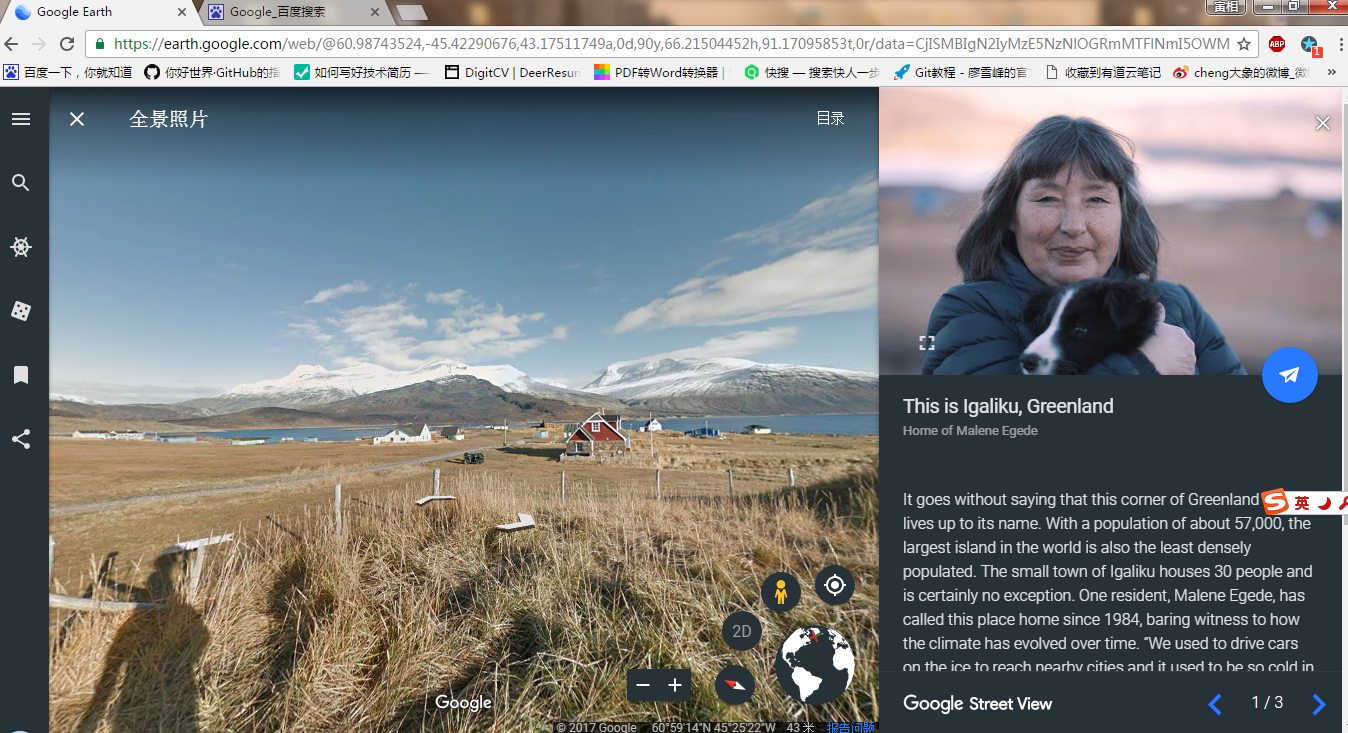 Google Earth
Google_百度搜索
寅相
https://earth.google.com/web/@60.98743524,-45.42290676,43.17511749a,0d,90y,66.21504452h,91.17095853t,0r/data=CjISMBIgN2IyMzE5NzNlOGRmMTFlNmI5OWM
ABP
1
百度一下，你就知道
你好世界·GitHub的指
如何写好技术简历 —
DigitCV | DeerResun
PDF转Word转换器 |
快搜 — 搜索快人一步
Git教程 - 廖雪峰的官
收藏到有道云笔记
cheng大象的微博_微
»
全景照片
目录
This is Igaliku, Greenland
Home of Malene Egede
It goes without saying that this corner of Greenland
lives up to its name. With a population of about 57,000, the
largest island in the world is also the least densely
populated. The small town of Igaliku houses 30 people and
is certainly no exception. One resident, Malene Egede, has
called this place home since 1984, baring witness to how
the climate has evolved over time. “We used to drive cars
on the ice to reach nearby cities and it used to be so cold in
S 英
2D
Google
Google Street View
1 / 3
© 2017 Google 60°59'14"N 45°25'22"W 43 米 报告问题